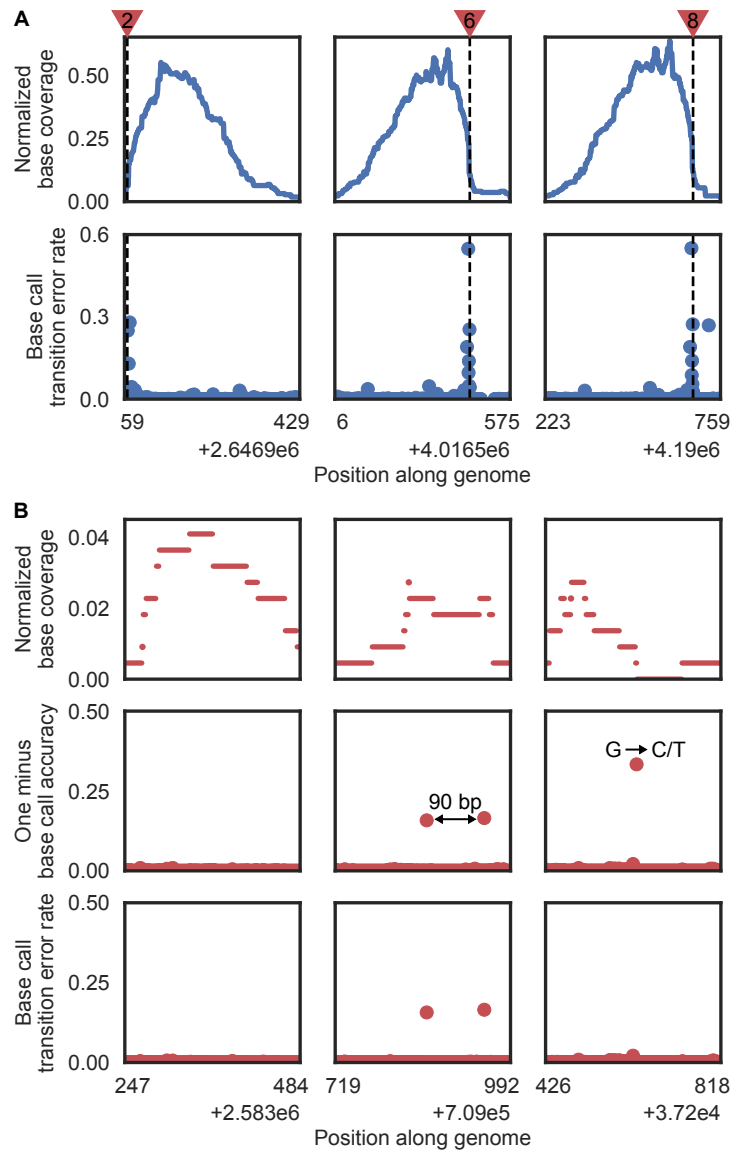 A
2
6
8
Normalized
base coverage
0.50
0.25
0.00
Base call
transition error rate
0.6
0.3
0.0
59 429
6 575
223 759
+2.6469e6
+4.0165e6
+4.19e6
Position along genome
B
Normalized
base coverage
0.04
0.02
0.00
One minus
base call accuracy
0.50
0.25
0.00
90 bp
G → C/T
Base call
transition error rate
0.50
0.25
0.00
247 484
719 992
426 818
+2.583e6
+7.09e5
+3.72e4
Position along genome